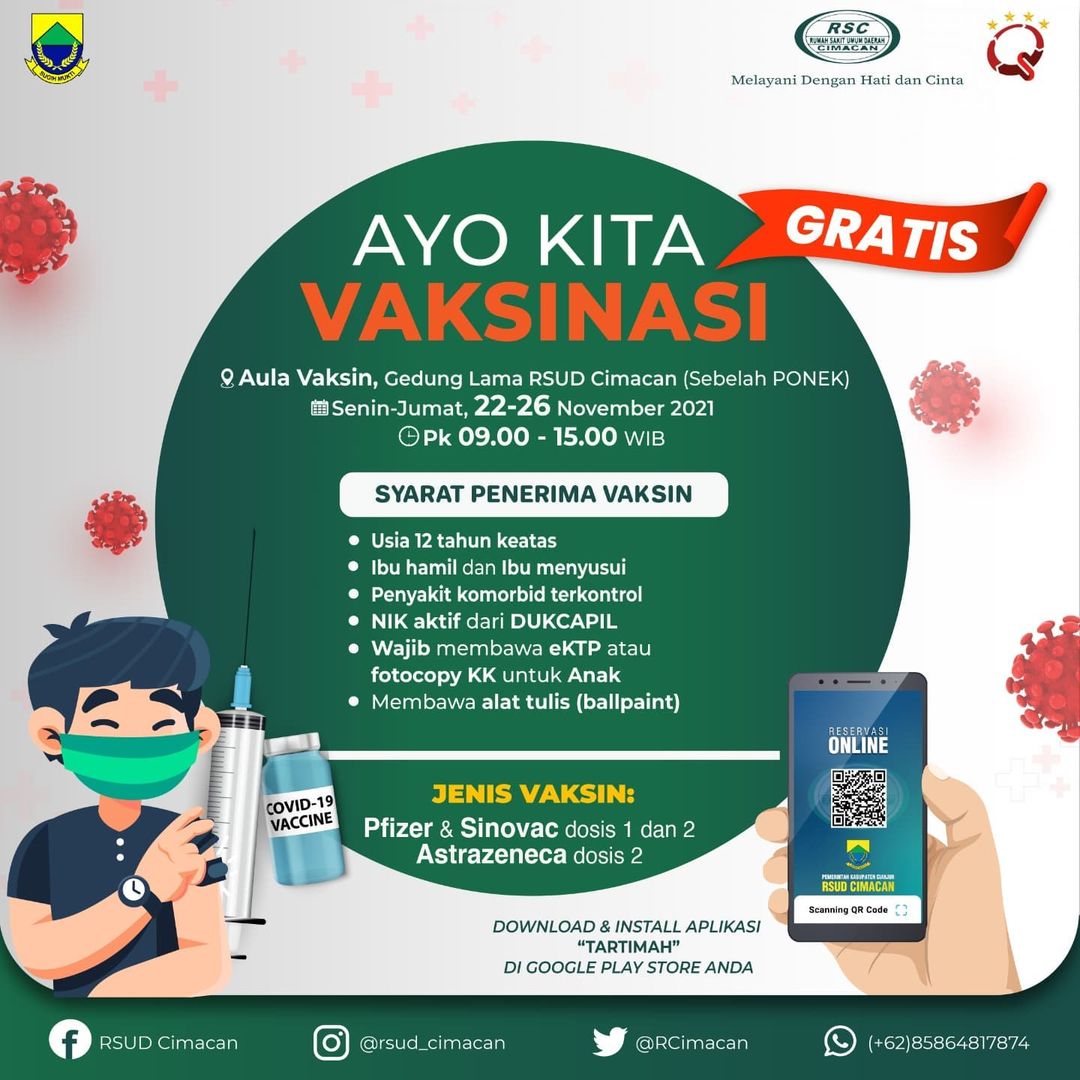 SUGIH MUKTI
RSC
RUMAH SAKIT UMUM DAERAH
CIMACAN
Melayani Dengan Hati dan Cinta
AYO KITA
GRATIS
VAKSINASI
Aula Vaksin, Gedung Lama RSUD Cimacan (Sebelah PONEK)
Senin-Jumat, 22-26 November 2021
Pk 09.00 - 15.00 WIB
SYARAT PENERIMA VAKSIN
• Usia 12 tahun keatas
• Ibu hamil dan Ibu menyusui
• Penyakit komorbid terkontrol
• NIK aktif dari DUKCAPIL
• Wajib membawa eKTP atau
fotocopy KK untuk Anak
• Membawa alat tulis (ballpaint)
JENIS VAKSIN:
Pfizer & Sinovac dosis 1 dan 2
Astrazeneca dosis 2
COVID-19
VACCINE
RESERVASI
ONLINE
PEMERINTAH KABUPATEN CIANJUR
RSUD CIMACAN
Scanning QR Code
DOWNLOAD & INSTALL APLIKASI
“TARTIMAH”
DI GOOGLE PLAY STORE ANDA
RSUD Cimacan
@rsud_cimacan
@RCimacan
(+62)85864817874